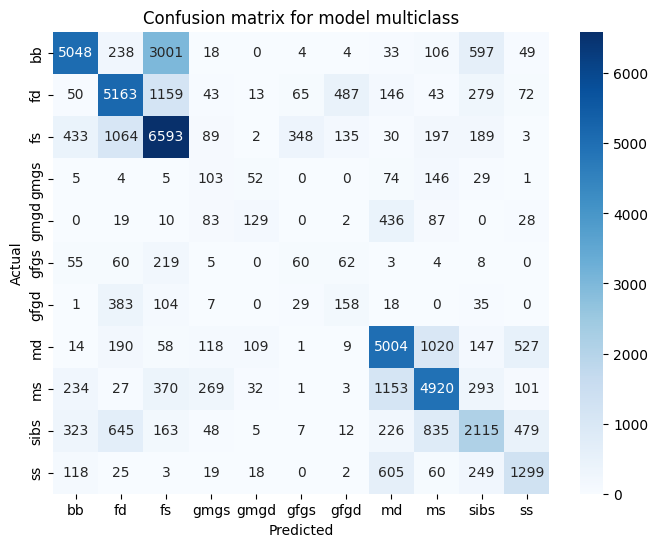 Confusion matrix for model multiclass
bb 5048 238 3001 18 0 4 4 33 106 597 49
fd 50 5163 1159 43 13 65 487 146 43 279 72
fs 433 1064 6593 89 2 348 135 30 197 189 3
gmgs 5 4 5 103 52 0 0 74 146 29 1
gmgd 0 19 10 83 129 0 2 436 87 0 28
gfgs 55 60 219 5 0 60 62 3 4 8 0
gfgd 1 383 104 7 0 29 158 18 0 35 0
md 14 190 58 118 109 1 9 5004 1020 147 527
ms 234 27 370 269 32 1 3 1153 4920 293 101
sibs 323 645 163 48 5 7 12 226 835 2115 479
ss 118 25 3 19 18 0 2 605 60 249 1299
bb fd fs gmgs gmgd gfgs gfgd md ms sibs ss
Predicted
Actual
6000
5000
4000
3000
2000
1000
0